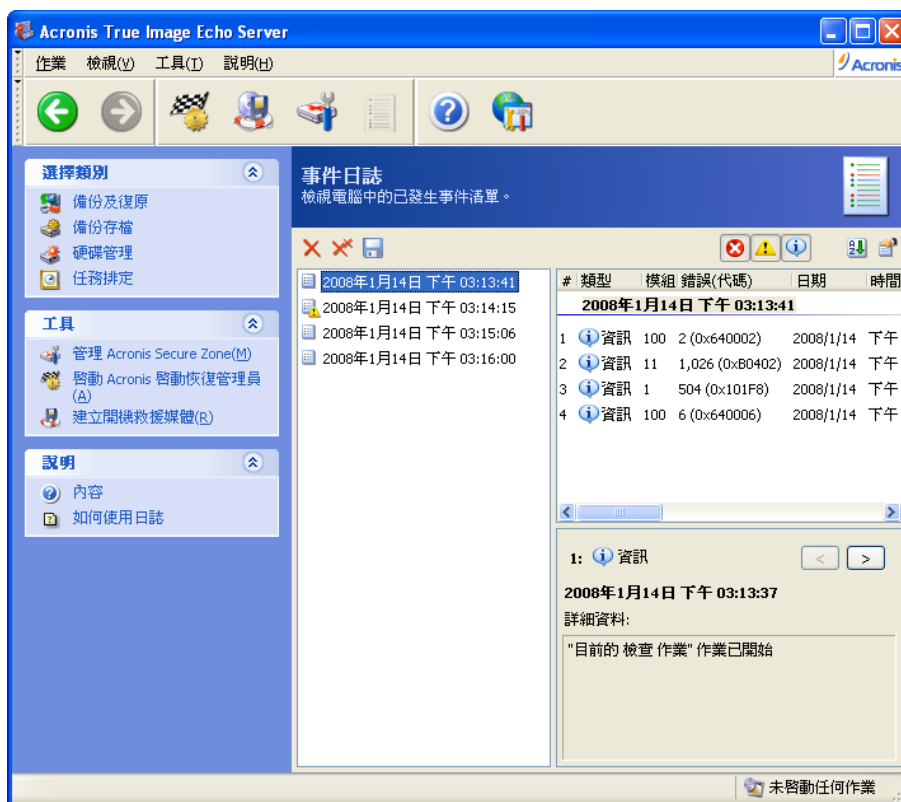 Acronis True Image Echo Server
作業 檢視(V) 工具(T) 說明(H)
Acronis
選擇類別
備份及復原
備份存檔
硬碟管理
任務排定
工具
管理 Acronis Secure Zone(M)
啟動 Acronis 啟動恢復管理員
(A)
建立開機救援媒體(R)
說明
內容
如何使用日誌
事件日誌
檢視電腦中的已發生事件清單。
2008年1月14日 下午 03:13:41
2008年1月14日 下午 03:14:15
2008年1月14日 下午 03:15:06
2008年1月14日 下午 03:16:00
# 類型 模組 錯誤(代碼) 日期 時間
2008年1月14日 下午 03:13:41
1 資訊 100 2 (0x640002) 2008/1/14 下午
2 資訊 11 1,026 (0xB0402) 2008/1/14 下午
3 資訊 1 504 (0x101F8) 2008/1/14 下午
4 資訊 100 6 (0x640006) 2008/1/14 下午
1: 資訊 < >
2008年1月14日 下午 03:13:37
詳細資料:
"目前的 檢查 作業" 作業已開始
未啟動任何作業